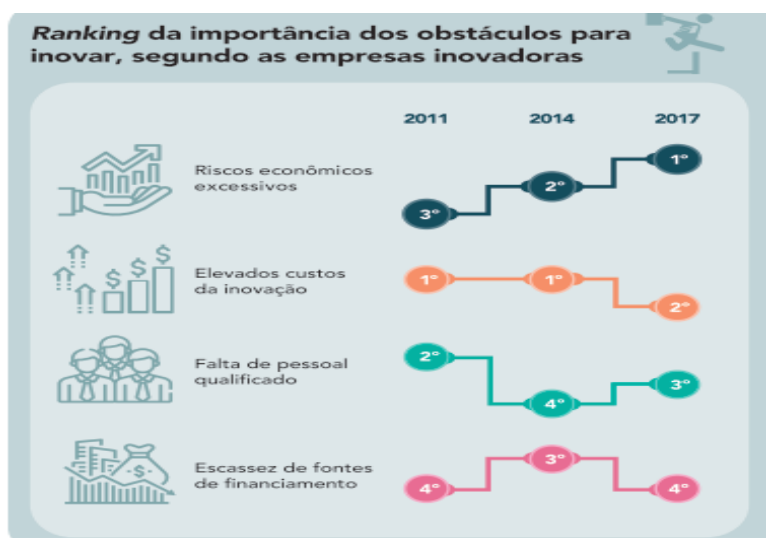 Ranking da importância dos obstáculos para
inovar, segundo as empresas inovadoras
2011 2014 2017
Riscos econômicos
excessivos
3º 2º 1º
Elevados custos
da inovação
1º 1º 2º
Falta de pessoal
qualificado
2º 4º 3º
Escassez de fontes
de financiamento
4º 3º 4º
$ $ $
$